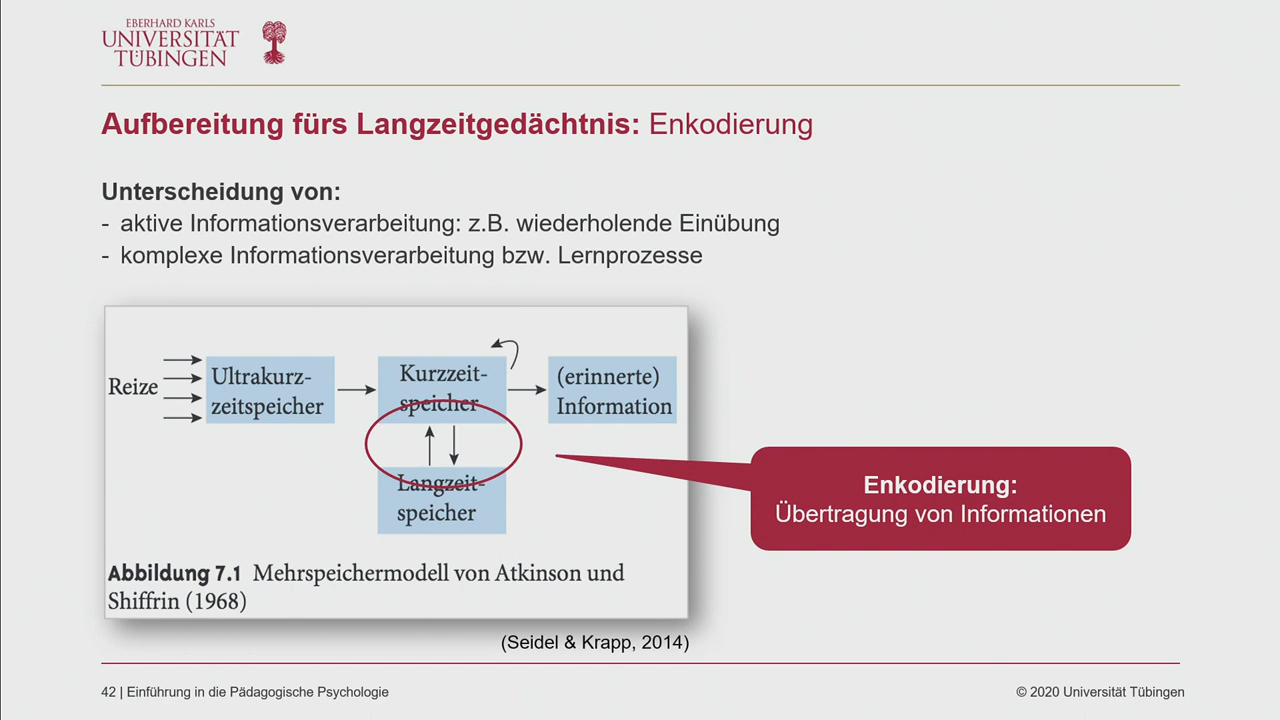 EBERHARD KARLS
UNIVERSITÄT
TÜBINGEN
Aufbereitung fürs Langzeitgedächtnis: Enkodierung
Unterscheidung von:
- aktive Informationsverarbeitung: z.B. wiederholende Einübung
- komplexe Informationsverarbeitung bzw. Lernprozesse
Reize
Ultrakurz-
zeitspeicher
Kurzzeit-
speicher
(erinnerte)
Information
Langzeit-
speicher
Enkodierung:
Übertragung von Informationen
Abbildung 7.1 Mehrspeichermodell von Atkinson und
Shiffrin (1968)
(Seidel & Krapp, 2014)
42 | Einführung in die Pädagogische Psychologie
© 2020 Universität Tübingen